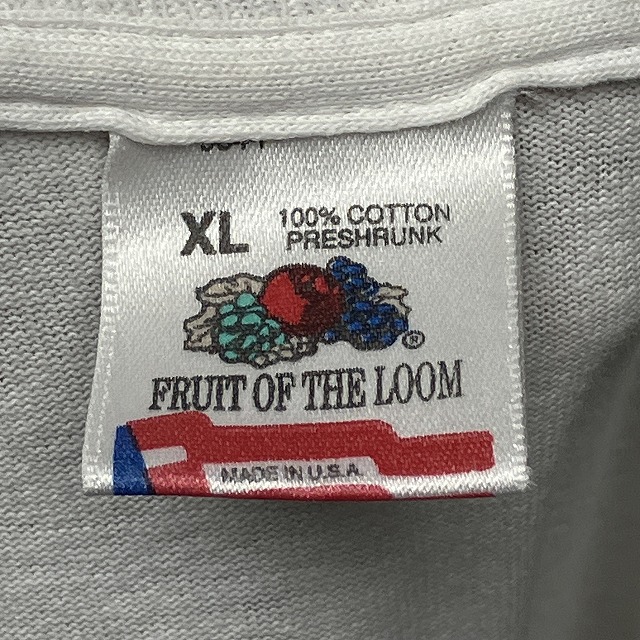 XL
100% COTTON
PRESHRUNK
®
FRUIT OF THE LOOM
MADE IN U.S.A.